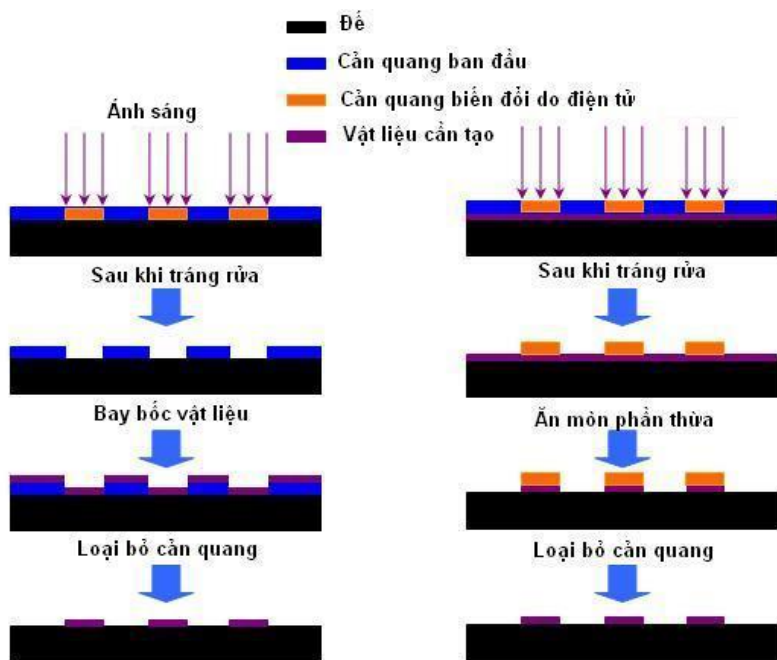 Đế
Cản quang ban đầu
Cản quang biến đổi do điện tử
Vật liệu cần tạo
Ánh sáng
Sau khi tráng rửa
Bay bốc vật liệu
Loại bỏ cản quang
Sau khi tráng rửa
Ăn mòn phần thừa
Loại bỏ cản quang